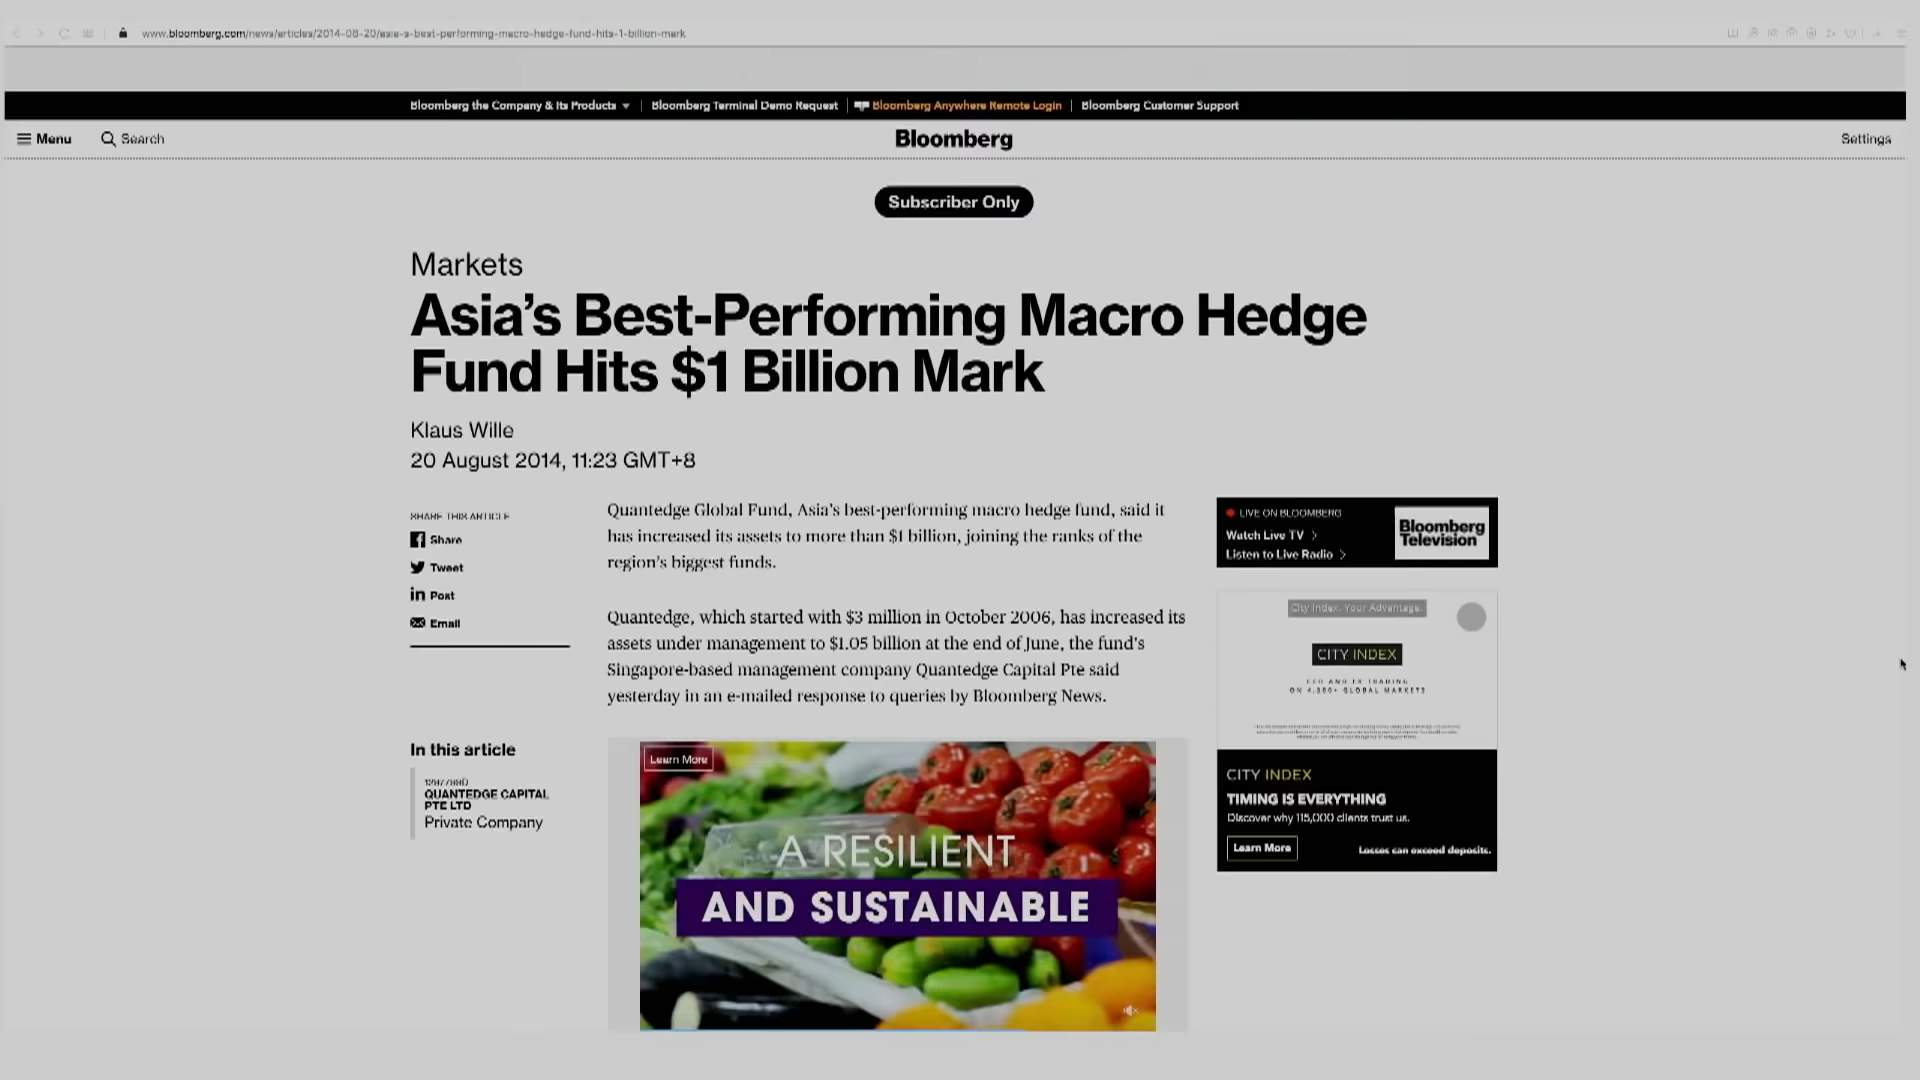 www.bloomberg.com/news/articles/2014-08-20/asia-s-best-performing-macro-hedge-fund-hits-1-billion-mark
Bloomberg the Company & Its Products
Bloomberg Terminal Demo Request
Bloomberg Anywhere Remote Login
Bloomberg Customer Support
Menu
Search
Bloomberg
Settings
Subscriber Only
Markets
Asia's Best-Performing Macro Hedge
Fund Hits $1 Billion Mark
Klaus Wille
20 August 2014, 11:23 GMT+8
SHARE THIS ARTICLE
Share
Tweet
Post
Email
Quantedge Global Fund, Asia's best-performing macro hedge fund, said it
has increased its assets to more than $1 billion, joining the ranks of the
region's biggest funds.
Quantedge, which started with $3 million in October 2006, has increased its
assets under management to $1.05 billion at the end of June, the fund's
Singapore-based management company Quantedge Capital Pte said
yesterday in an e-mailed response to queries by Bloomberg News.
LIVE ON BLOOMBERG
Watch Live TV
Listen to Live Radio
Bloomberg
Television
City Index. Your Advantage.
CITY INDEX
CFD AND FX TRADING
ON 4,500+ GLOBAL MARKETS
CITY INDEX
TIMING IS EVERYTHING
Discover why 115,000 clients trust us.
Learn More
Losses can exceed deposits.
In this article
QUANTEDGE CAPITAL
PTE LTD
Private Company
Learn More
A RESILIENT
AND SUSTAINABLE